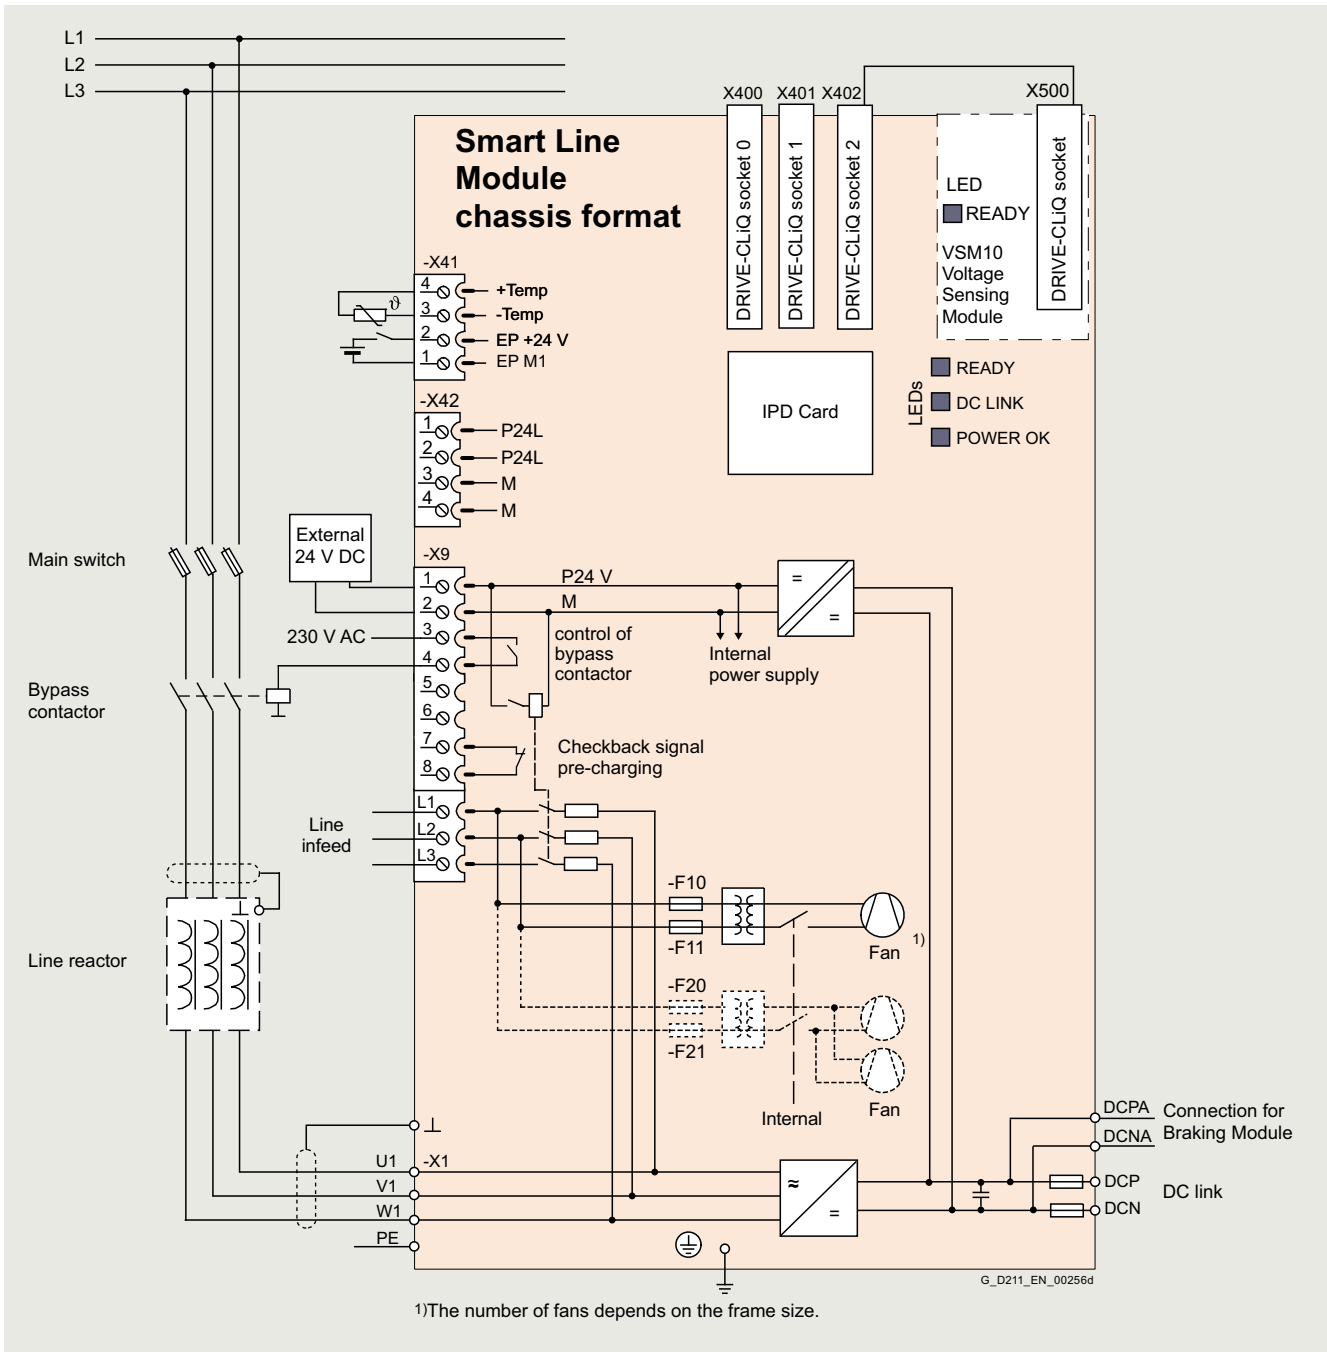 L1
L2
L3
X400
X401
X402
X500
Smart Line
Module
chassis format
DRIVE-CLiQ socket 0
DRIVE-CLiQ socket 1
DRIVE-CLiQ socket 2
LED
READY
VSM10
Voltage
Sensing
Module
DRIVE-CLiQ socket
-X41
4
+Temp
ϑ
3
-Temp
2
EP +24 V
1
EP M1
IPD Card
LEDs
READY
DC LINK
POWER OK
-X42
1
P24L
2
P24L
3
M
4
M
Main switch
External
24 V DC
-X9
1
P24 V
2
M
230 V AC
3
4
5
6
7
8
control of
bypass
contactor
=
=
Internal
power supply
Bypass
contactor
Checkback signal
pre-charging
Line
infeed
L1
L2
L3
-F10
-F11
Fan
1)
Line reactor
-F20
-F21
Fan
Internal
DCPA
DCNA
Connection for
Braking Module
U1
-X1
V1
W1
PE
≈
=
DCP
DCN
DC link
G_D211_EN_00256d
1)The number of fans depends on the frame size.